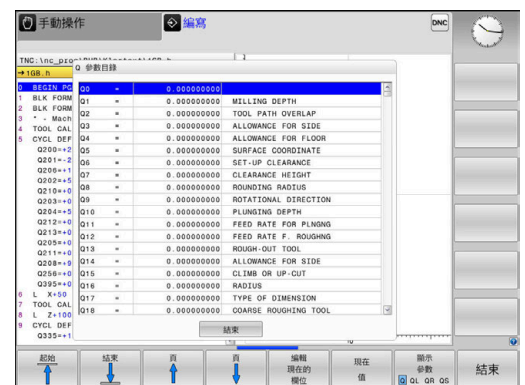 手動操作
編寫
DNC
TNC:\nc_pro
→1GB.h
0 BEGIN PG
1 BLK FORM
2 BLK FORM
3 * - Mach
4 TOOL CAL
5 CYCL DEF
Q200=+2
Q201=-2
Q206=+1
Q202=+5
Q210=+0
Q203=+0
Q204=+5
Q212=+0
Q213=+0
Q205=+0
Q211=+0
Q208=+9
Q256=+0
Q395=+0
6 L X+50
7 TOOL CAL
8 L Z+100
9 CYCL DEF
Q335=+1
Q 參數目錄
Q0 = 0.000000000
Q1 = 0.000000000 MILLING DEPTH
Q2 = 0.000000000 TOOL PATH OVERLAP
Q3 = 0.000000000 ALLOWANCE FOR SIDE
Q4 = 0.000000000 ALLOWANCE FOR FLOOR
Q5 = 0.000000000 SURFACE COORDINATE
Q6 = 0.000000000 SET-UP CLEARANCE
Q7 = 0.000000000 CLEARANCE HEIGHT
Q8 = 0.000000000 ROUNDING RADIUS
Q9 = 0.000000000 ROTATIONAL DIRECTION
Q10 = 0.000000000 PLUNGING DEPTH
Q11 = 0.000000000 FEED RATE FOR PLNGNG
Q12 = 0.000000000 FEED RATE F. ROUGHNG
Q13 = 0.000000000 ROUGH-OUT TOOL
Q14 = 0.000000000 ALLOWANCE FOR SIDE
Q15 = 0.000000000 CLIMB OR UP-CUT
Q16 = 0.000000000 RADIUS
Q17 = 0.000000000 TYPE OF DIMENSION
Q18 = 0.000000000 COARSE ROUGHING TOOL
結束
起始
結束
頁
頁
編輯
現在的
欄位
現在
值
顯示
參數
Q QL QR QS
結束